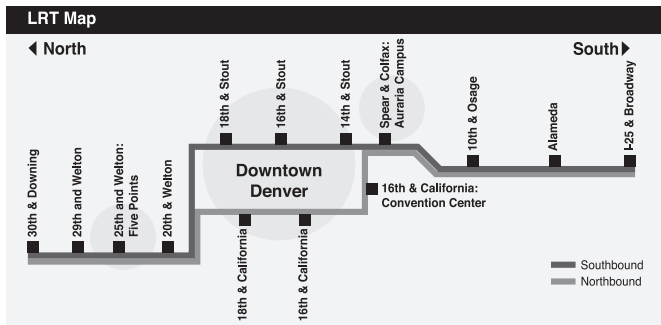 LRT Map
North
South
30th & Downing
29th and Welton
25th and Welton:
Five Points
20th & Welton
18th & Stout
16th & Stout
14th & Stout
Spear & Colfax:
Auraria Campus
10th & Osage
Alameda
I-25 & Broadway
Downtown
Denver
16th & California:
Convention Center
18th & California
16th & California
Southbound
Northbound